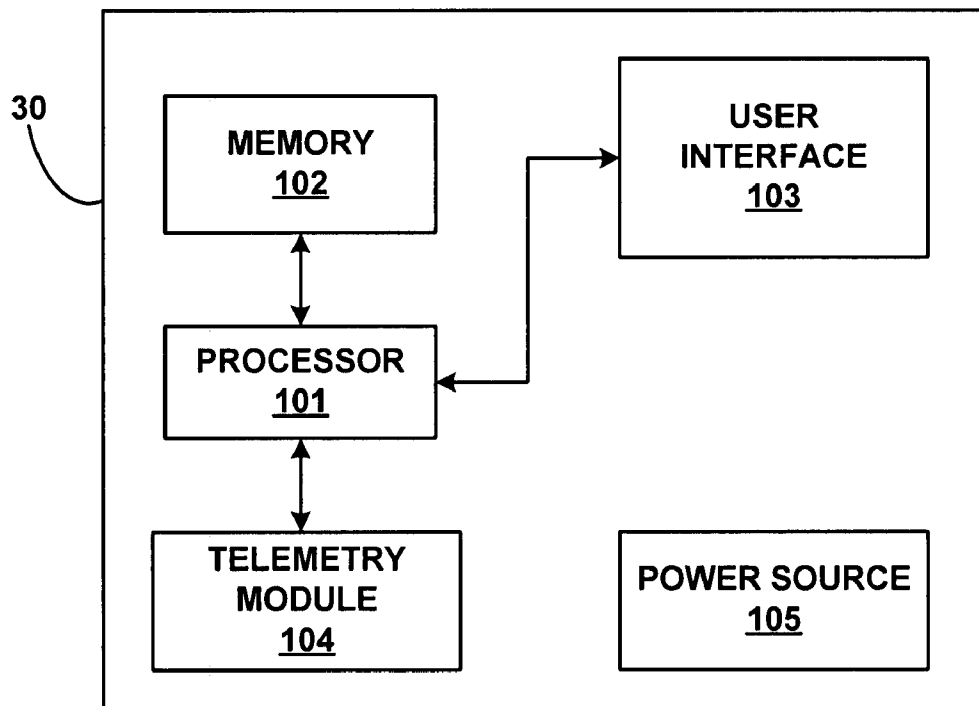 30
MEMORY
102
USER
INTERFACE
103
PROCESSOR
101
TELEMETRY
MODULE
104
POWER SOURCE
105